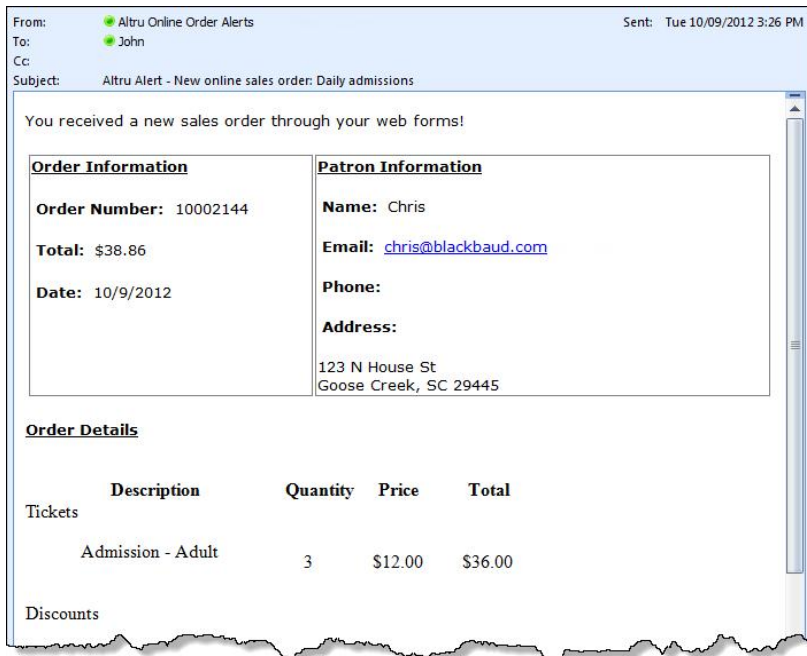 From: Altru Online Order Alerts Sent: Tue 10/09/2012 3:26 PM
To: John
Cc:
Subject: Altru Alert - New online sales order: Daily admissions
You received a new sales order through your web forms!
Order Information
Order Number: 10002144
Total: $38.86
Date: 10/9/2012
Patron Information
Name: Chris
Email: chris@blackbaud.com
Phone:
Address:
123 N House St
Goose Creek, SC 29445
Order Details
Description Quantity Price Total
Tickets
Admission - Adult 3 $12.00 $36.00
Discounts